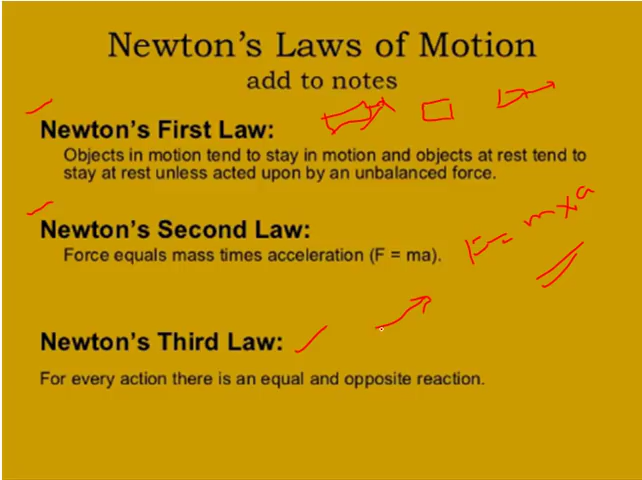 Newton's Laws of Motion
add to notes
Newton's First Law:
Objects in motion tend to stay in motion and objects at rest tend to
stay at rest unless acted upon by an unbalanced force.
Newton's Second Law:
Force equals mass times acceleration (F = ma).
F = m x a
Newton's Third Law:
For every action there is an equal and opposite reaction.